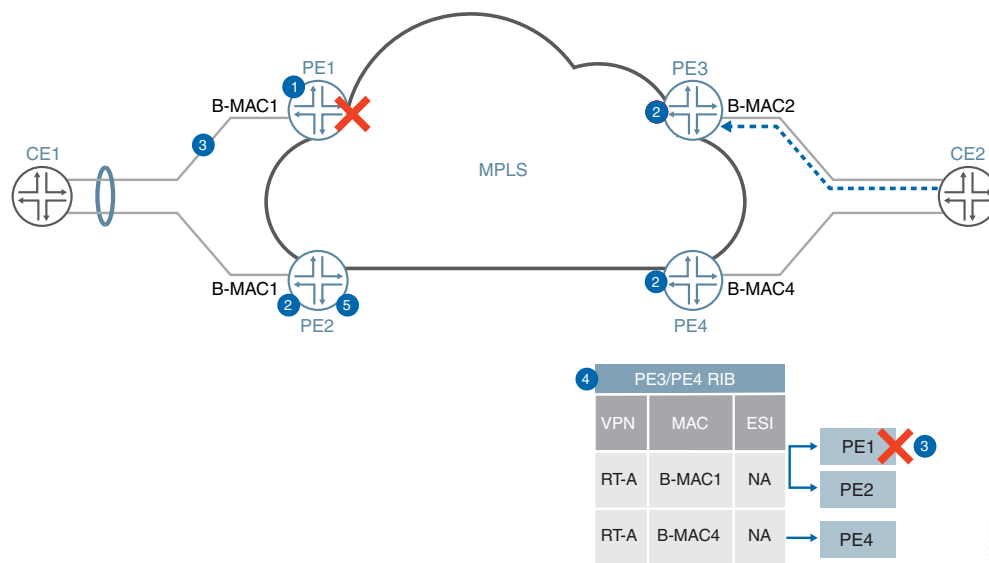 PE1
PE3
1
B-MAC1
2
B-MAC2
3
CE1
MPLS
CE2
B-MAC1
2
B-MAC4
2
5
PE2
PE4
4
PE3/PE4 RIB
VPN MAC ESI
PE1
3
RT-A B-MAC1 NA
PE2
RT-A B-MAC4 NA
PE4